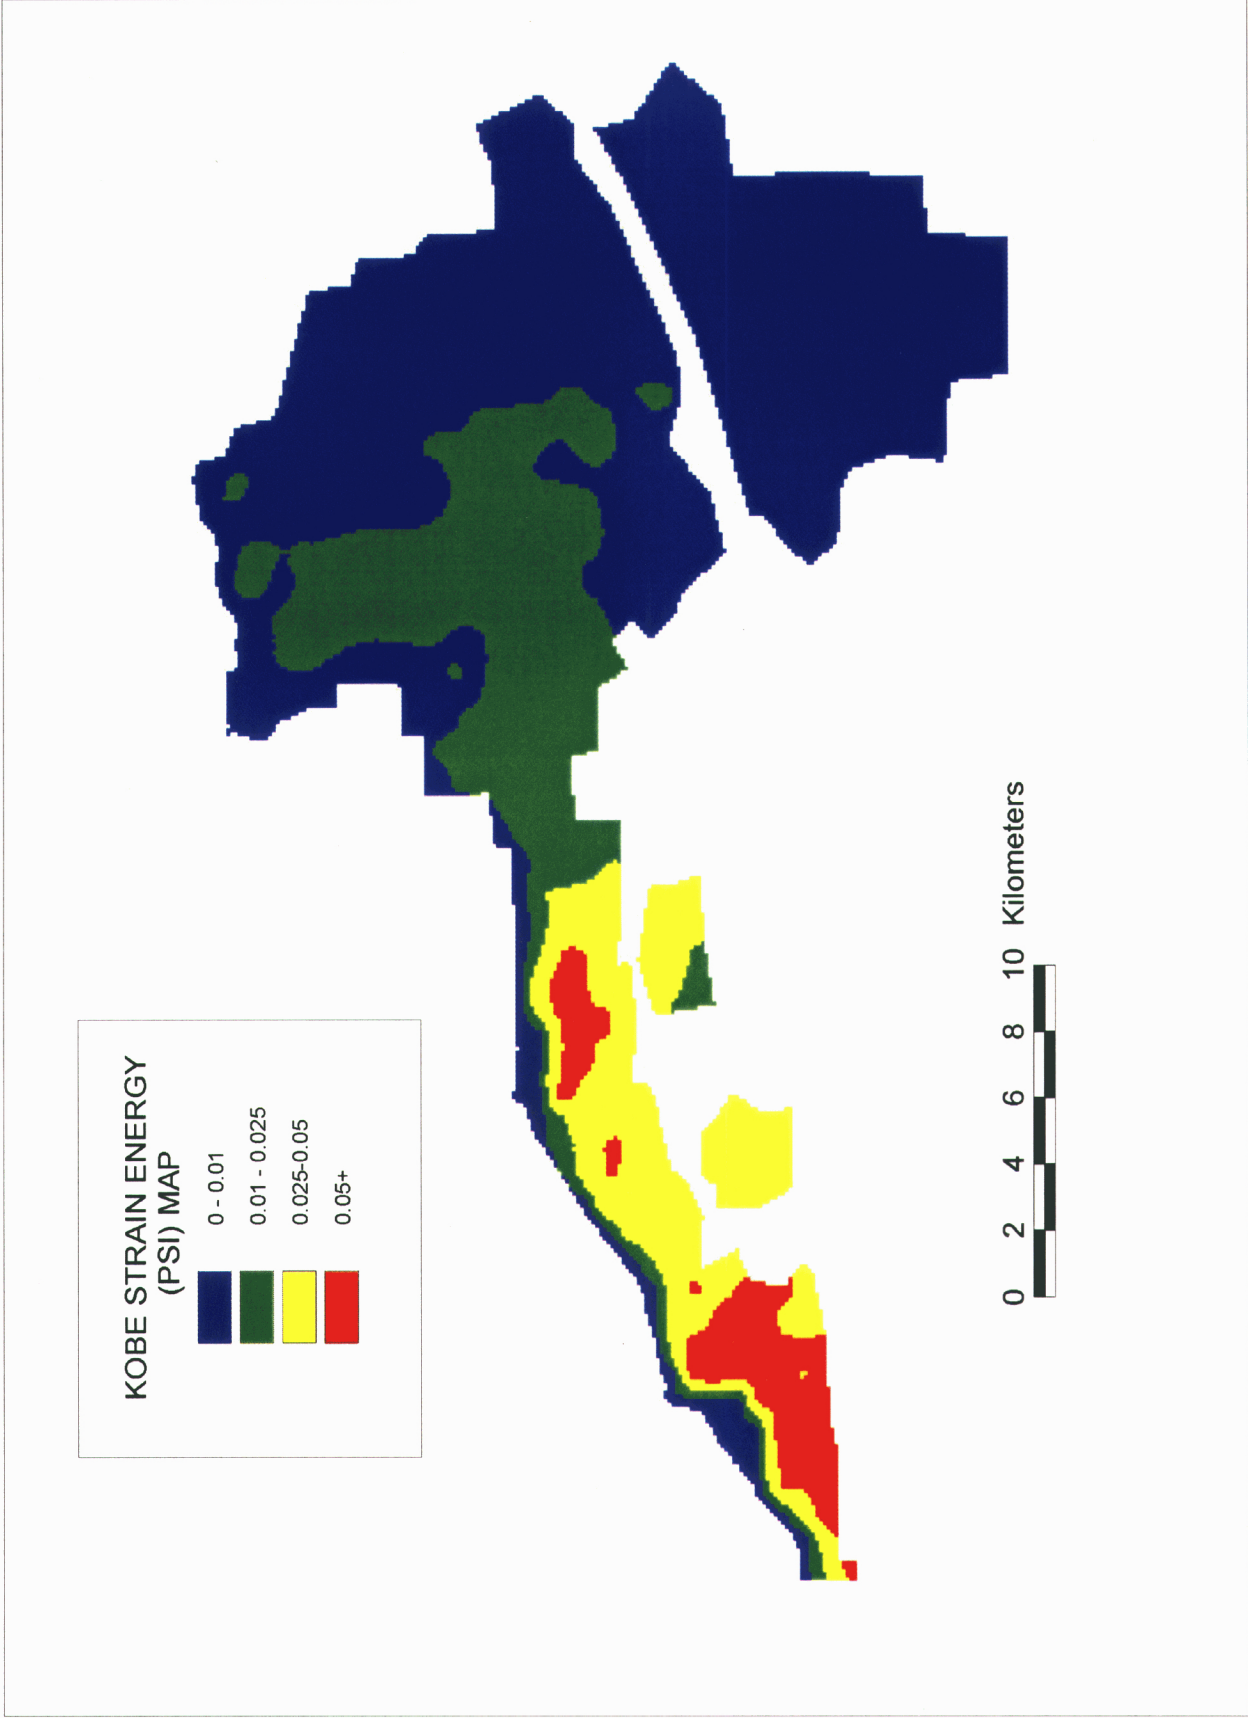 KOBE STRAIN ENERGY
(PSI) MAP
0 - 0.01
0.01 - 0.025
0.025-0.05
0.05+
0 2 4 6 8 10 Kilometers